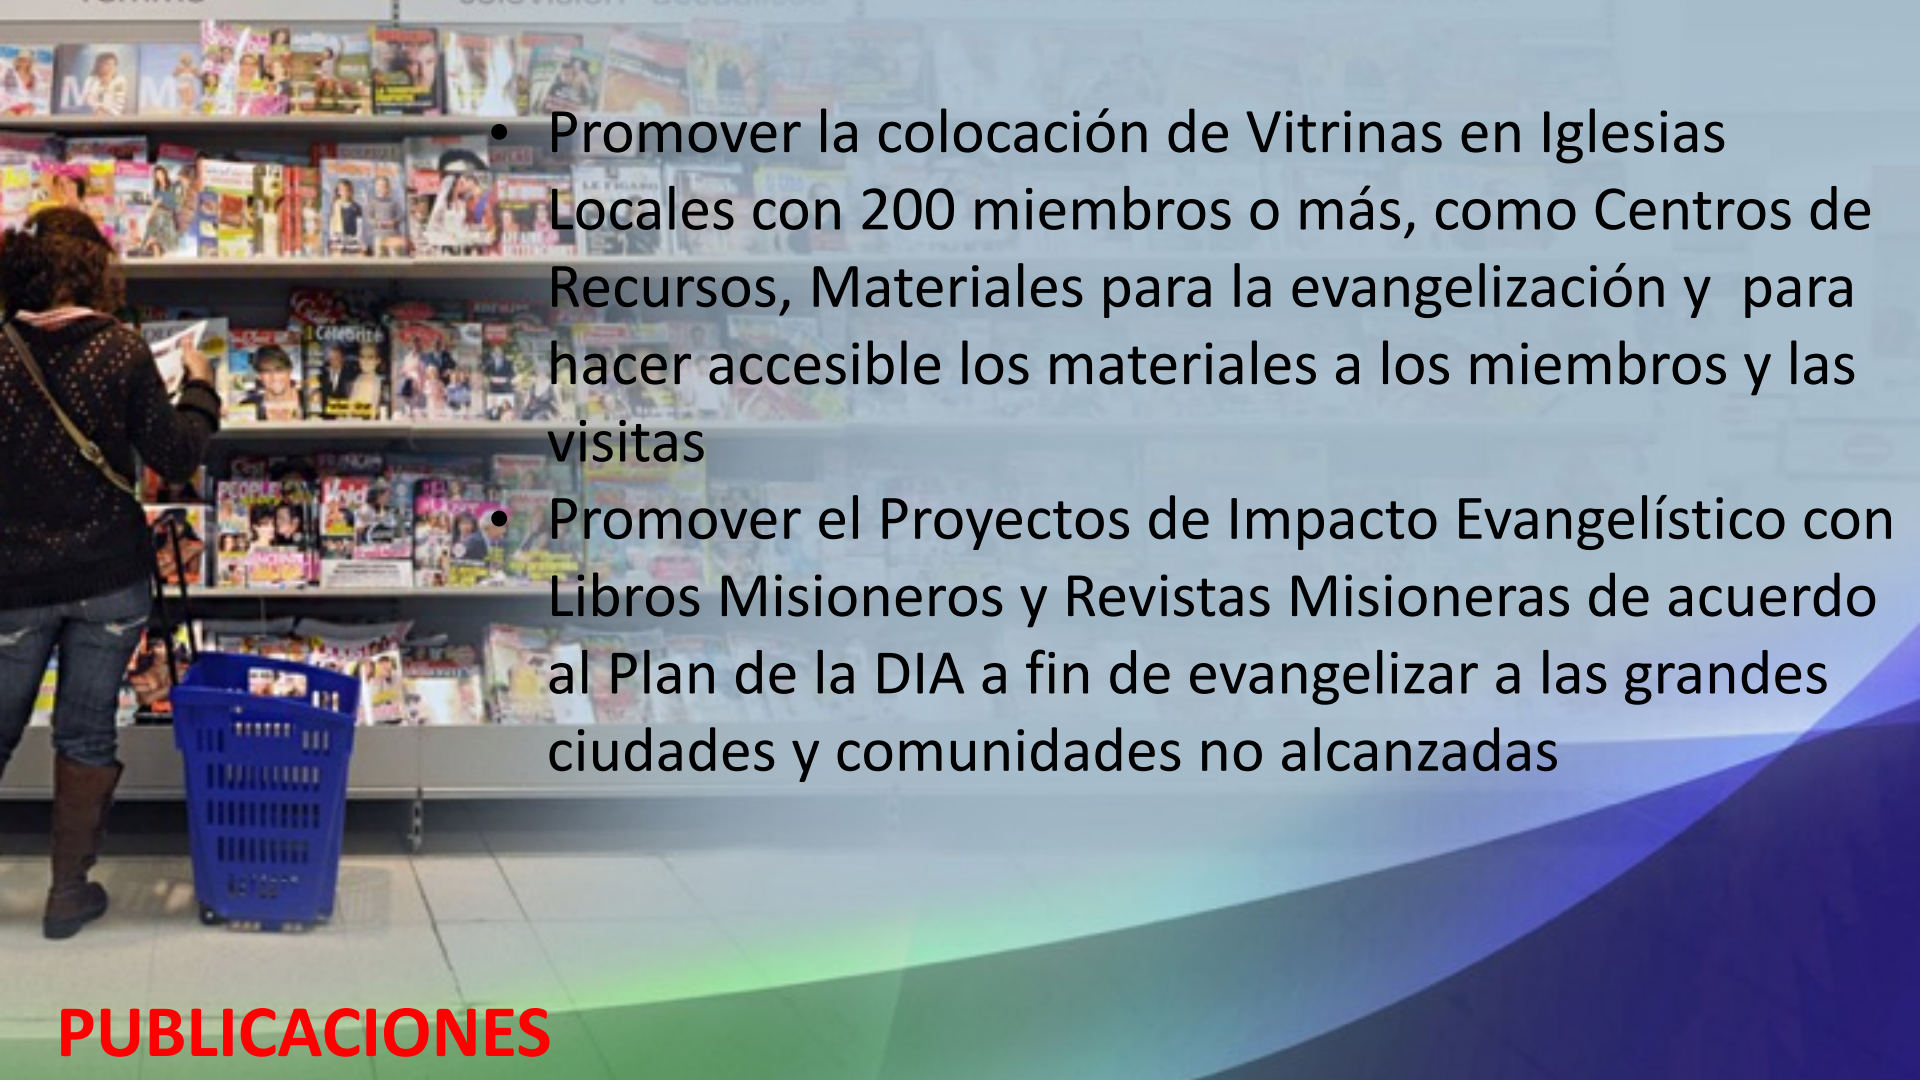 • Promover la colocación de Vitrinas en Iglesias
Locales con 200 miembros o más, como Centros de
Recursos, Materiales para la evangelización y  para
hacer accesible los materiales a los miembros y las
visitas
• Promover el Proyectos de Impacto Evangelístico con
Libros Misioneros y Revistas Misioneras de acuerdo
al Plan de la DIA a fin de evangelizar a las grandes
ciudades y comunidades no alcanzadas
PUBLICACIONES